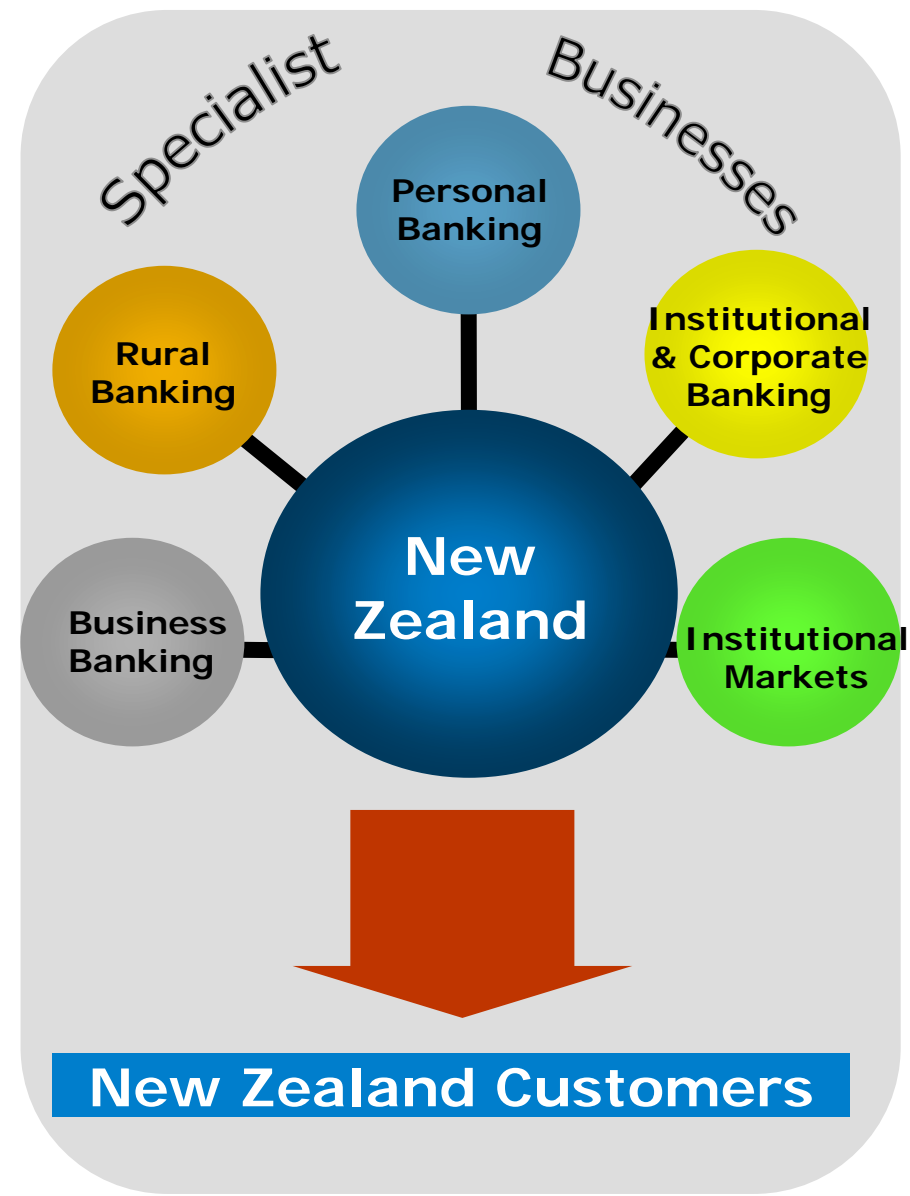 Specialist
Businesses
Personal
Banking
Rural
Banking
Institutional
& Corporate
Banking
New
Zealand
Business
Banking
Institutional
Markets
New Zealand Customers